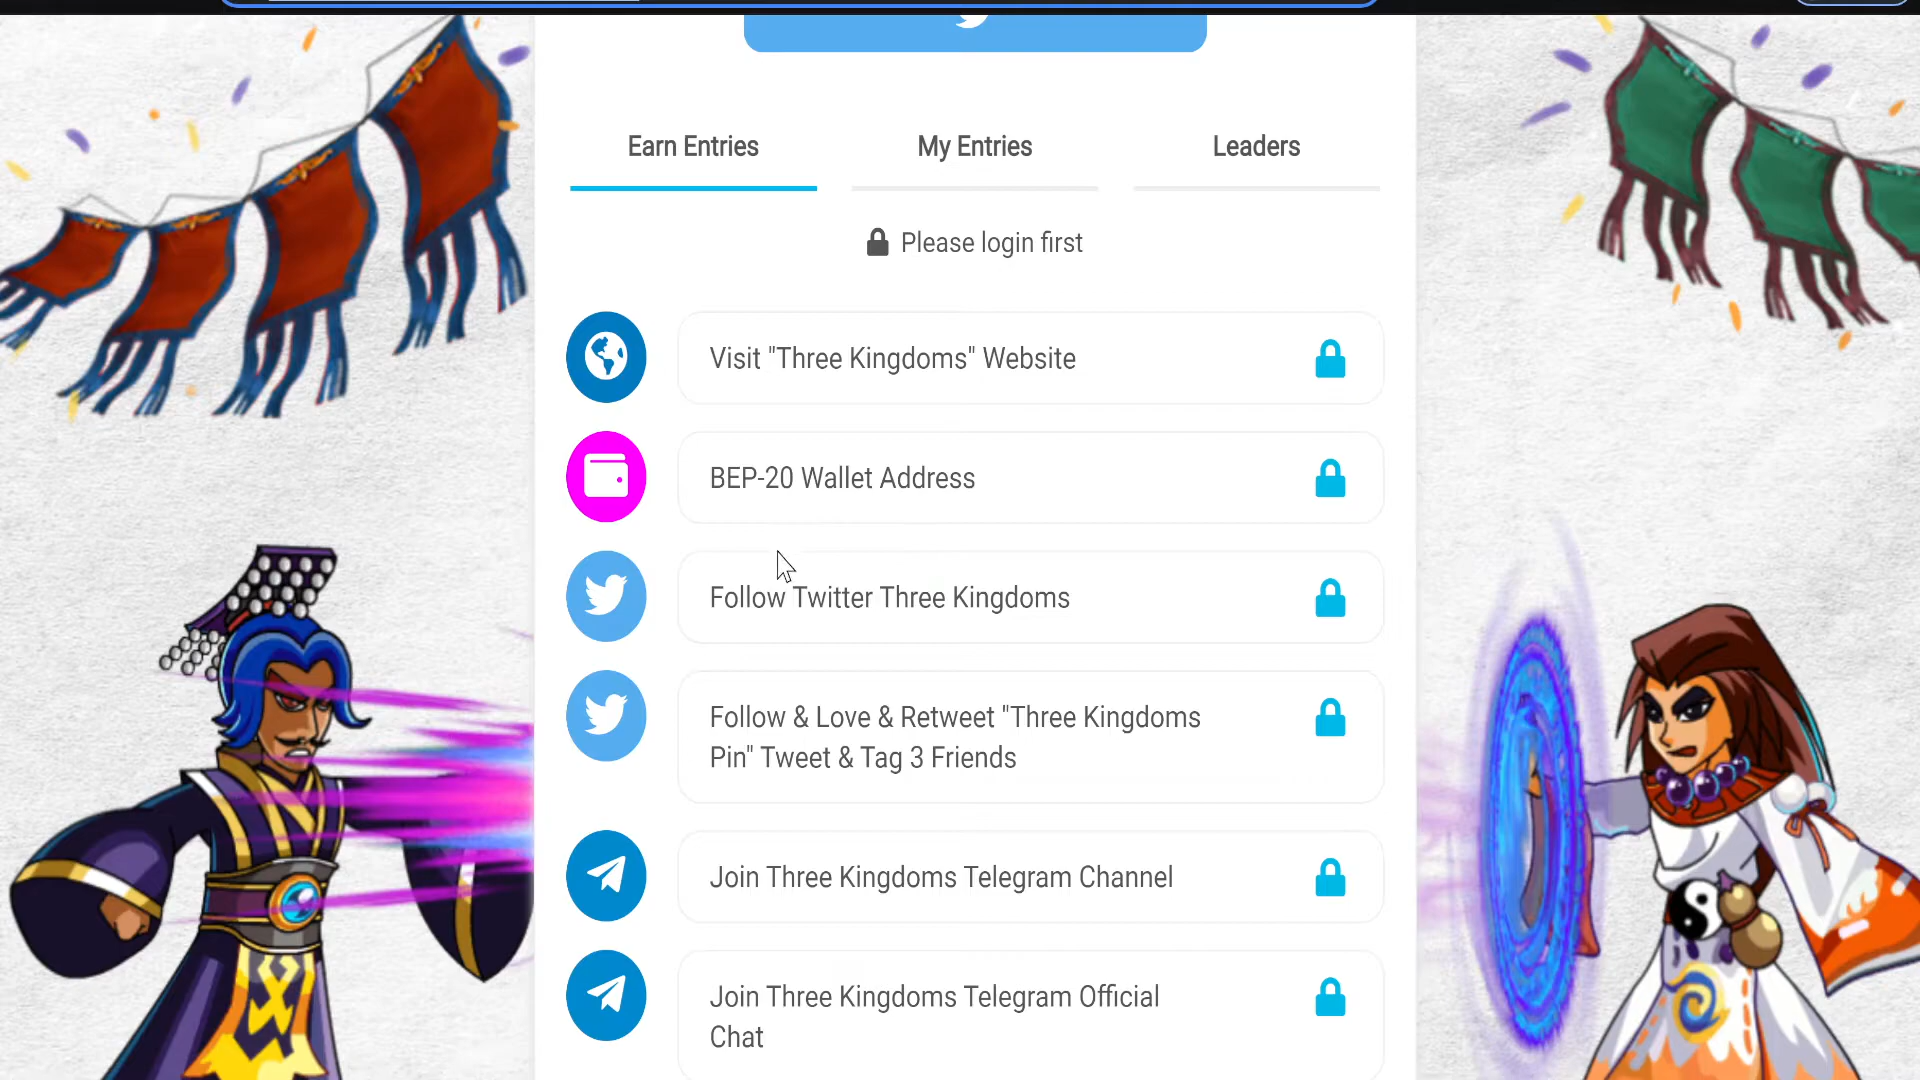 Earn Entries
My Entries
Leaders
Please login first
Visit "Three Kingdoms" Website
BEP-20 Wallet Address
Follow Twitter Three Kingdoms
Follow & Love & Retweet "Three Kingdoms
Pin" Tweet & Tag 3 Friends
Join Three Kingdoms Telegram Channel
Join Three Kingdoms Telegram Official
Chat